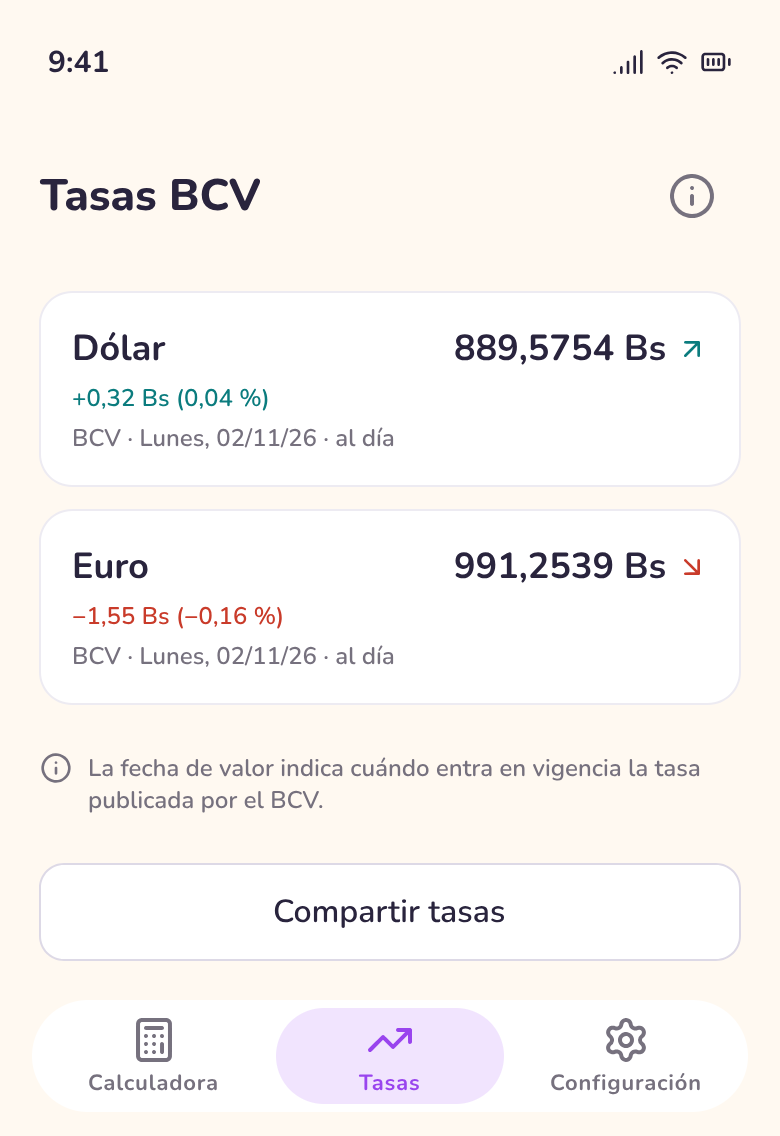 9:41
Tasas BCV
Dólar
889,5754 Bs
+0,32 Bs (0,04 %)
BCV · Lunes, 02/11/26 · al día
Euro
991,2539 Bs
−1,55 Bs (−0,16 %)
BCV · Lunes, 02/11/26 · al día
La fecha de valor indica cuándo entra en vigencia la tasa
publicada por el BCV.
Compartir tasas
Calculadora
Tasas
Configuración